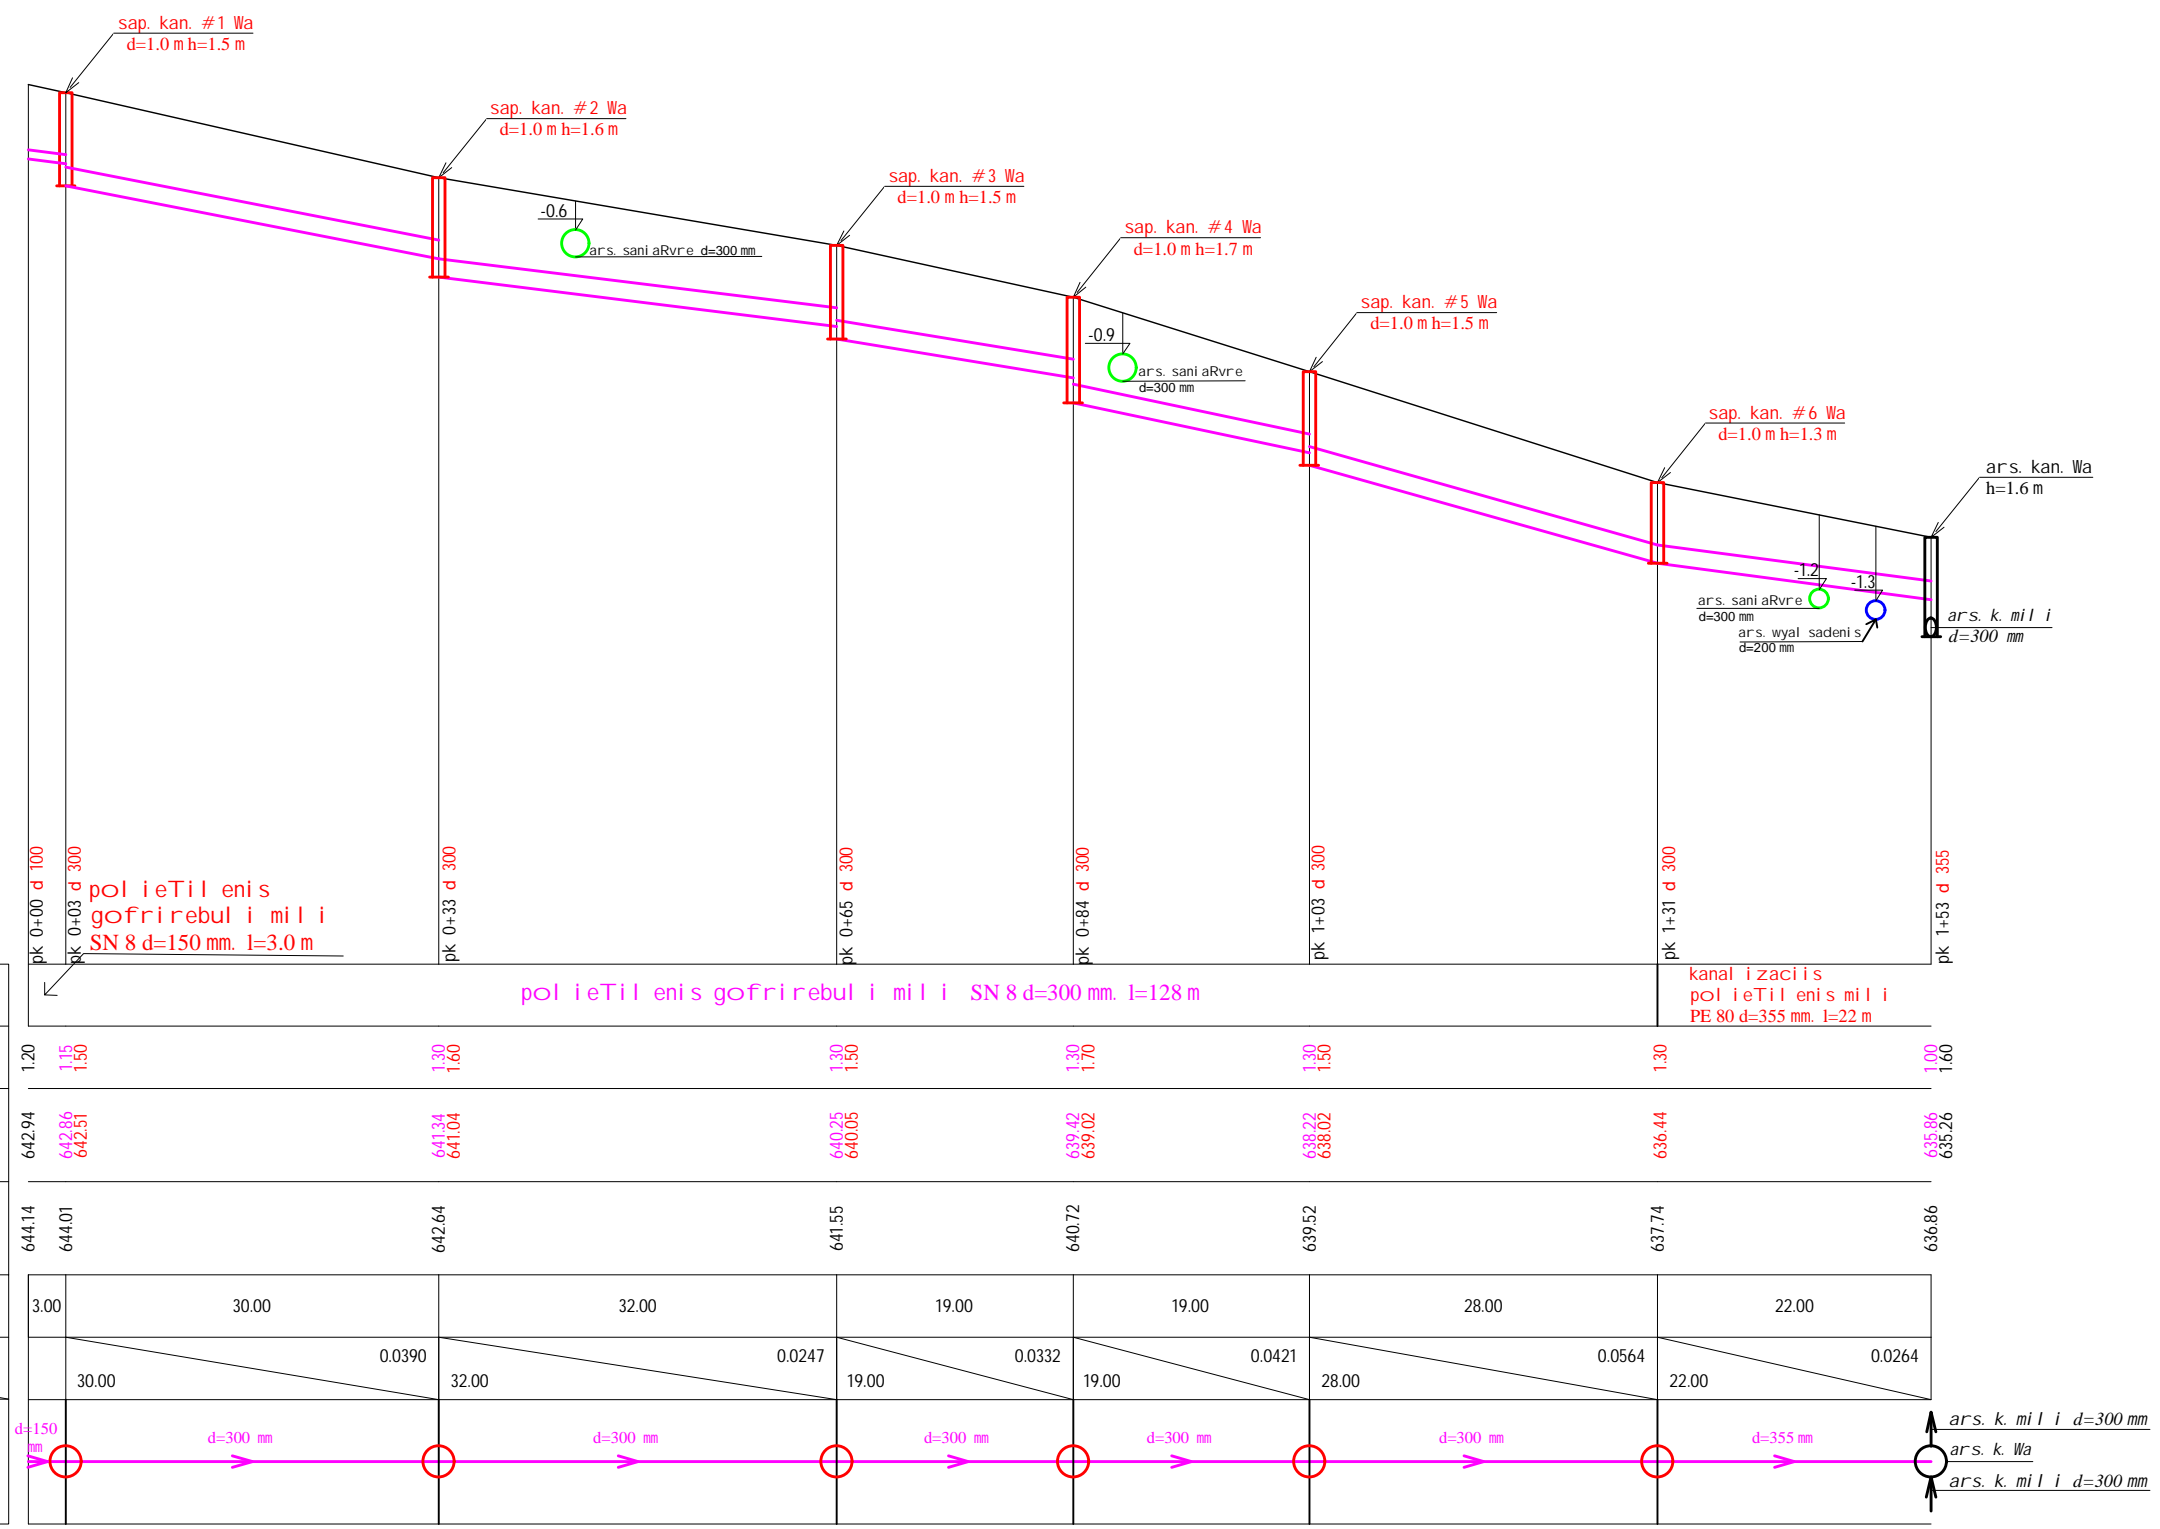 sap. kan. #1 Wa
d=1.0 m h=1.5 m
sap. kan. #2 Wa
d=1.0 m h=1.6 m
sap. kan. #3 Wa
d=1.0 m h=1.5 m
sap. kan. #4 Wa
d=1.0 m h=1.7 m
sap. kan. #5 Wa
d=1.0 m h=1.5 m
sap. kan. #6 Wa
d=1.0 m h=1.3 m
ars. kan. Wa
h=1.6 m
-0.6
ars. saniaRvre d=300 mm
-0.9
ars. saniaRvre
d=300 mm
-1.2
ars. saniaRvre
d=300 mm
-1.3
ars. wyalsadenis
d=200 mm
ars. k. mili
d=300 mm
pk 0+00 d 100
pk 0+03 d 300
pk 0+33 d 300
pk 0+65 d 300
pk 0+84 d 300
pk 1+03 d 300
pk 1+31 d 300
pk 1+53 d 355
polieTilenis
gofrirebuli mili
SN 8 d=150 mm. l=3.0 m
polieTilenis gofrirebuli mili SN 8 d=300 mm. l=128 m
kanalizaciis
polieTilenis mili
PE 80 d=355 mm. l=22 m
1.20 1.15 1.50 1.30 1.60 1.30 1.50 1.30 1.70 1.30 1.50 1.30 1.00 1.60
642.94 642.86 642.51 641.34 641.04 640.25 640.05 639.42 639.02 638.22 638.02 636.44 635.86 635.26
644.14 644.01 642.64 641.55 640.72 639.52 637.74 636.86
3.00 30.00 32.00 19.00 19.00 28.00 22.00
0.0390 0.0247 0.0332 0.0421 0.0564 0.0264
30.00 32.00 19.00 19.00 28.00 22.00
d=150
mm
d=300 mm d=300 mm d=300 mm d=300 mm d=300 mm d=355 mm
ars. k. mili d=300 mm
ars. k. Wa
ars. k. mili d=300 mm